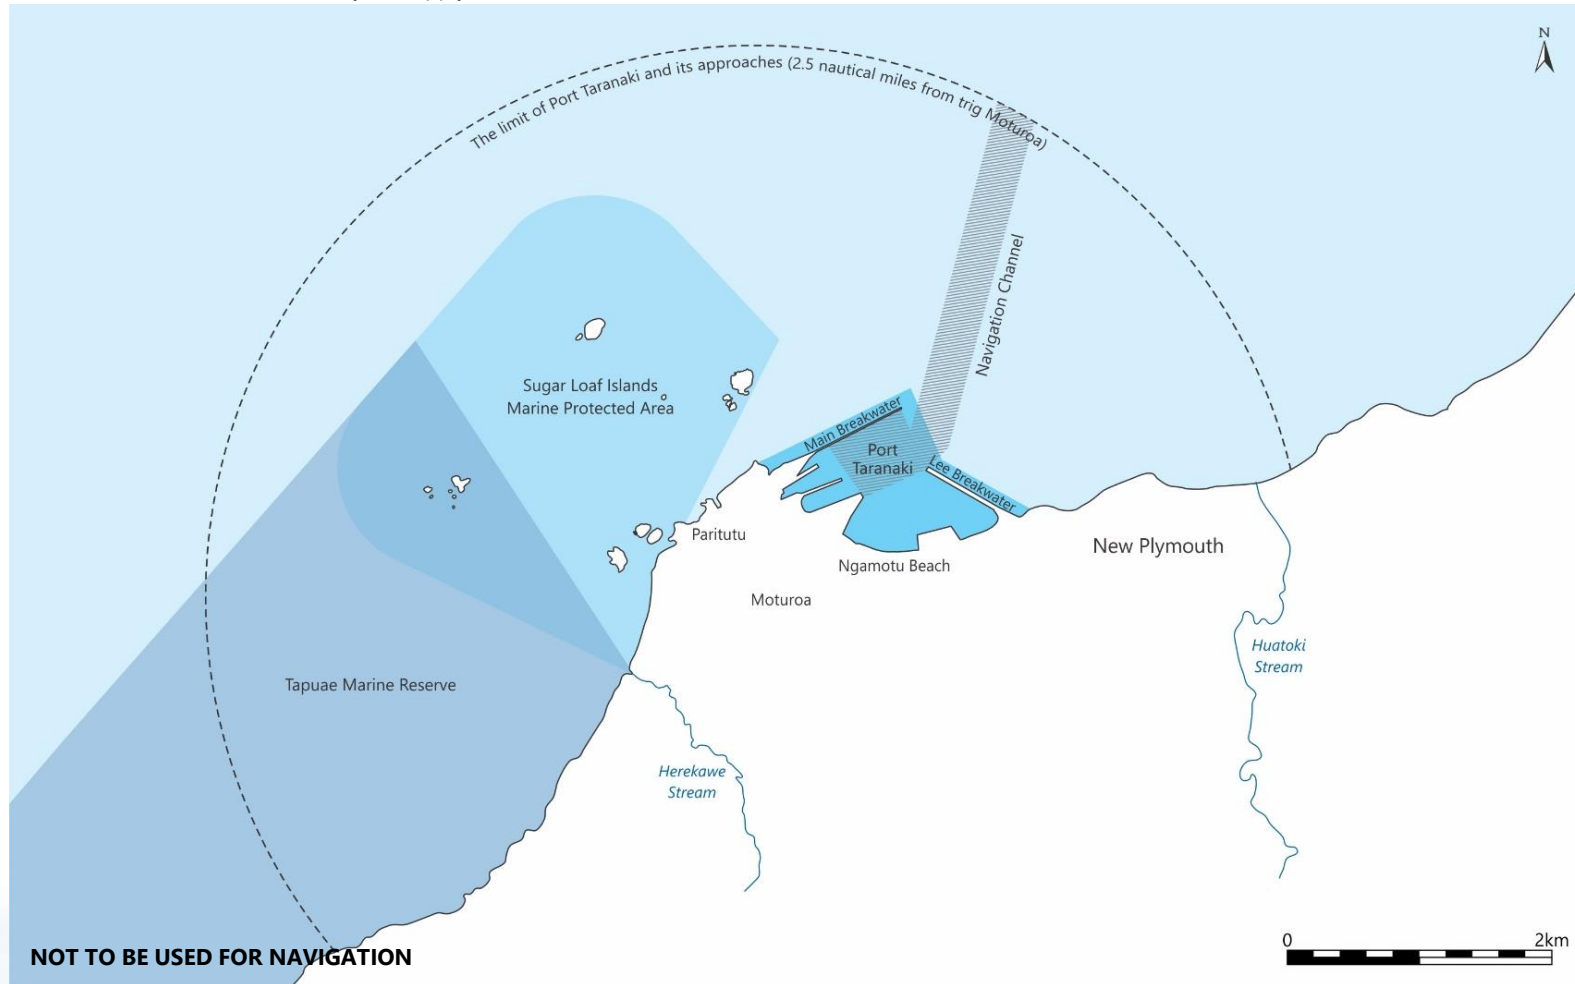 N
The limit of Port Taranaki and its approaches (2.5 nautical miles from trig Moturoa)
Navigation Channel
Sugar Loaf Islands
Marine Protected Area
Main Breakwater
Port
Taranaki
Lee Breakwater
Paritutu
New Plymouth
Ngamotu Beach
Moturoa
Huatoki
Stream
Tapuae Marine Reserve
Herekawe
Stream
0 2km
NOT TO BE USED FOR NAVIGATION